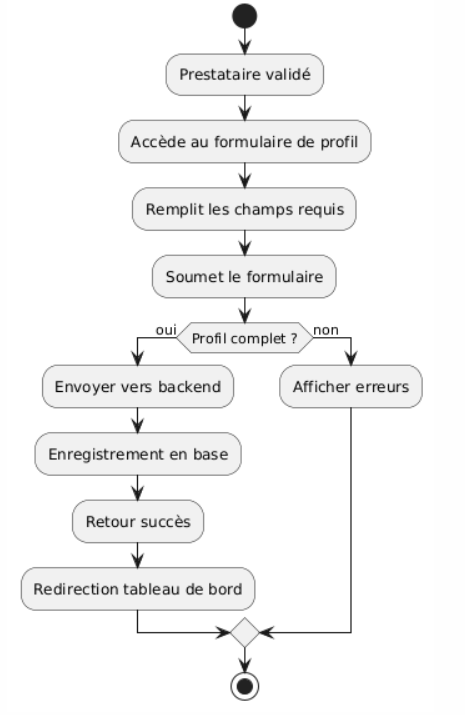 Prestataire validé
Accède au formulaire de profil
Remplit les champs requis
Soumet le formulaire
oui
Profil complet ?
non
Envoyer vers backend
Afficher erreurs
Enregistrement en base
Retour succès
Redirection tableau de bord